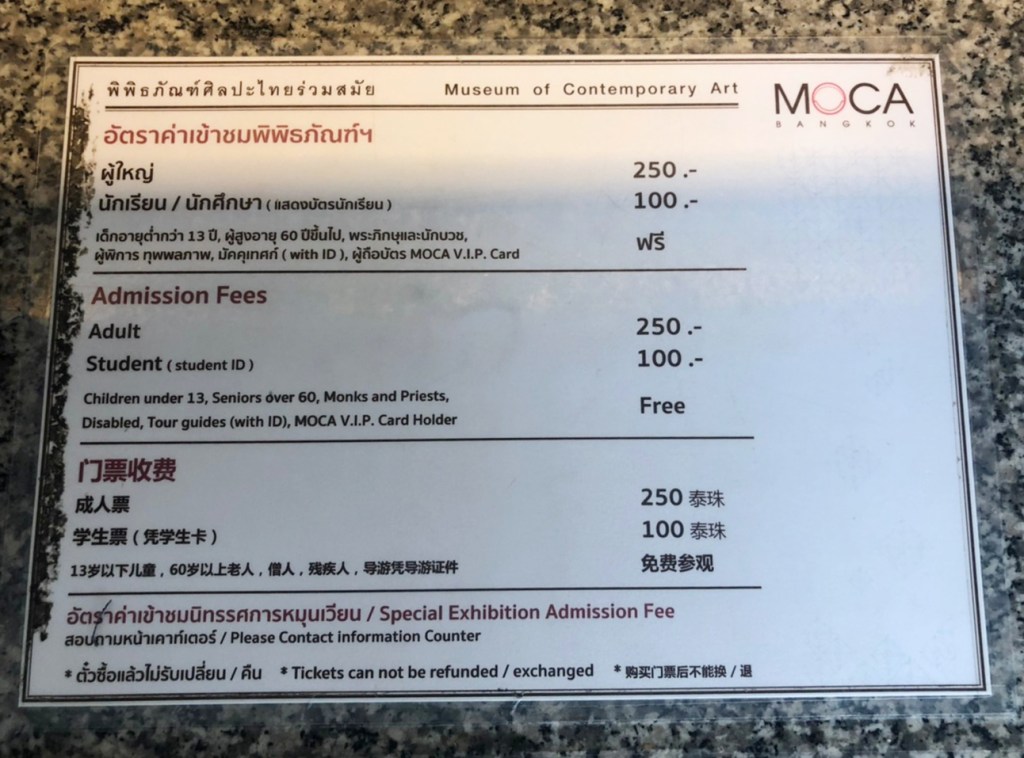 พิพิธภัณฑ์ศิลปะไทยร่วมสมัย Museum of Contemporary Art
MOCA
BANGKOK
อัตราค่าเข้าชมพิพิธภัณฑ์ฯ
ผู้ใหญ่ 250 .-
นักเรียน / นักศึกษา ( แสดงบัตรนักเรียน ) 100 .-
เด็กอายุต่ำกว่า 13 ปี, ผู้สูงอายุ 60 ปีขึ้นไป, พระภิกษุและนักบวช,
ผู้พิการ ทุพพลภาพ, มัคคุเทศก์ ( with ID ), ผู้ถือบัตร MOCA V.I.P. Card
ฟรี
Admission Fees
Adult 250 .-
Student ( student ID ) 100 .-
Children under 13, Seniors over 60, Monks and Priests,
Disabled, Tour guides (with ID), MOCA V.I.P. Card Holder
Free
门票收费
成人票 250 泰珠
学生票 ( 凭学生卡 ) 100 泰珠
13岁以下儿童 , 60岁以上老人 , 僧人 , 残疾人 , 导游凭导游证件 免费参观
อัตราค่าเข้าชมนิทรรศการหมุนเวียน / Special Exhibition Admission Fee
สอบถามหน้าเคาท์เตอร์ / Please Contact information Counter
* ตั๋วซื้อแล้วไม่รับเปลี่ยน / คืน * Tickets can not be refunded / exchanged * 购买门票后不能换 / 退